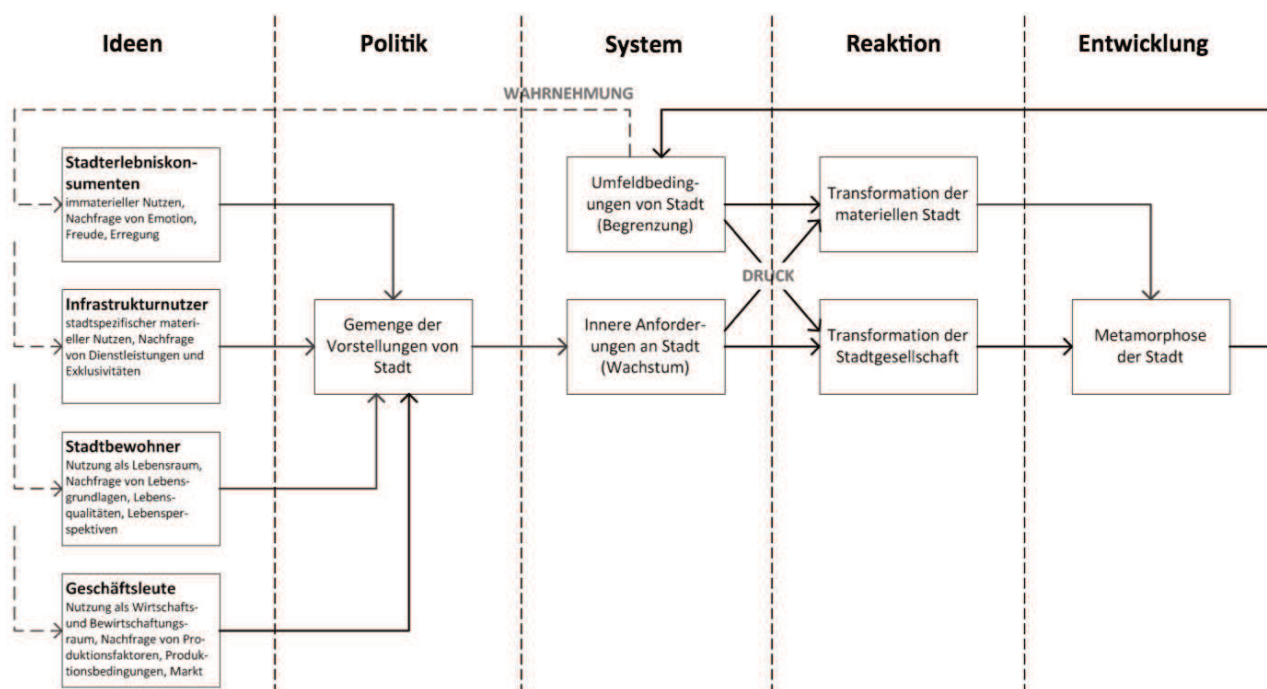 Ideen
Politik
System
Reaktion
Entwicklung
WAHRNEHMUNG
Stadterlebniskon-
sumenten
immaterieller Nutzen,
Nachfrage von Emotion,
Freude, Erregung
Infrastrukturnutzer
stadtspezifischer materi-
eller Nutzen, Nachfrage
von Dienstleistungen und
Exklusivitäten
Stadtbewohner
Nutzung als Lebensraum,
Nachfrage von Lebens-
grundlagen, Lebens-
qualitäten, Lebensper-
spektiven
Geschäftsleute
Nutzung als Wirtschafts-
und Bewirtschaftungs-
raum, Nachfrage von Pro-
duktionsfaktoren, Produk-
tionsbedingungen, Markt
Gemenge der
Vorstellungen von
Stadt
Umfeldbeding-
ungen von Stadt
(Begrenzung)
Innere Anforder-
ungen an Stadt
(Wachstum)
DRUCK
Transformation der
materiellen Stadt
Transformation der
Stadtgesellschaft
Metamorphose
der Stadt